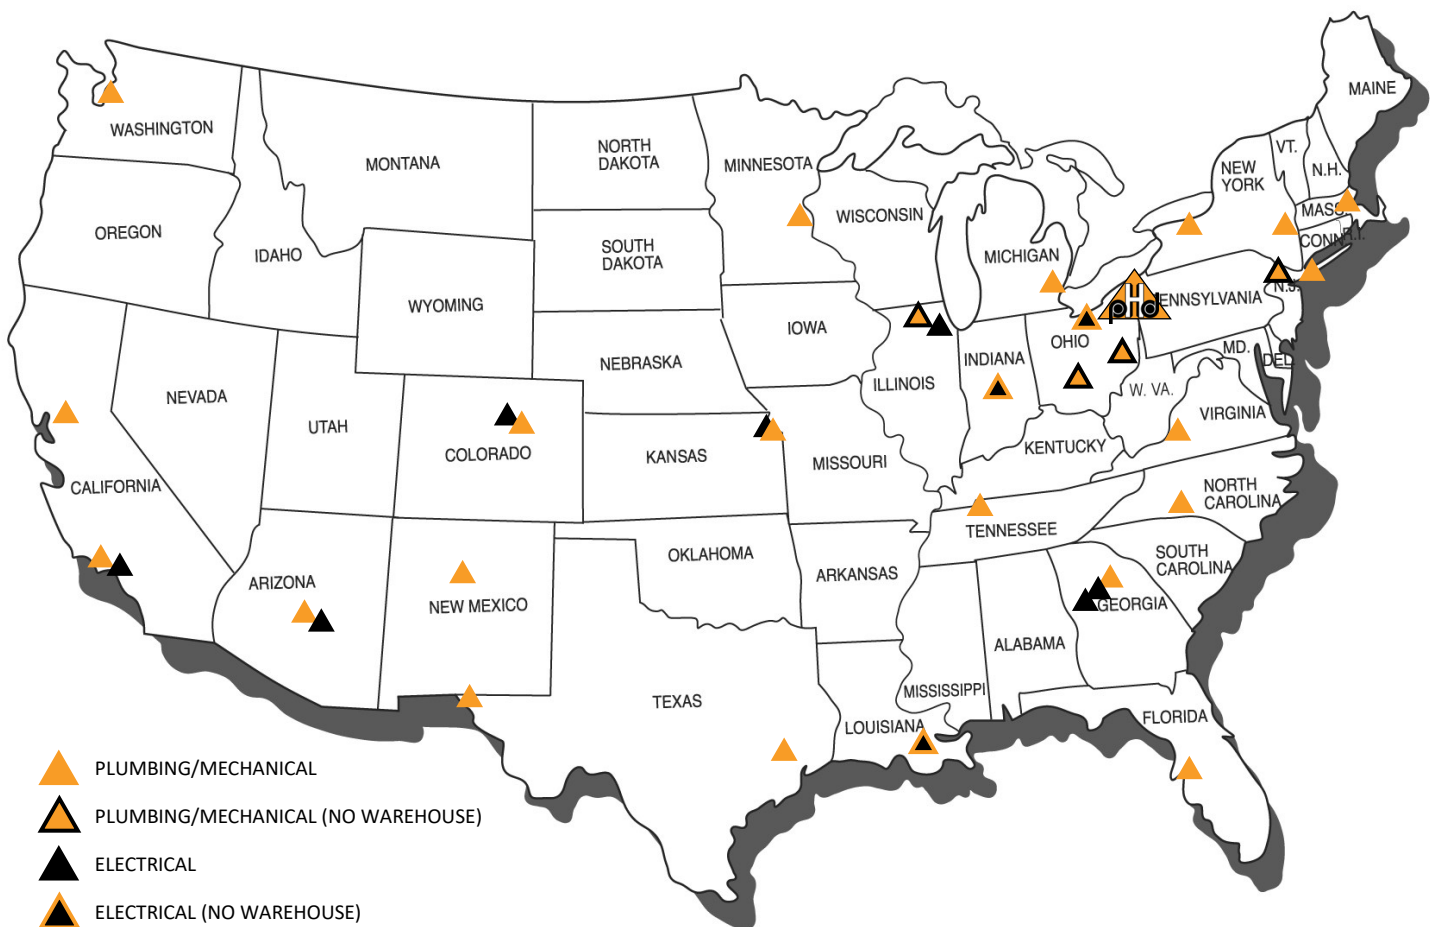 MAINE
WASHINGTON
MONTANA
NORTH
DAKOTA
MINNESOTA
VT.
N.H.
NEW
YORK
MASS.
WISCONSIN
OREGON
IDAHO
SOUTH
DAKOTA
MICHIGAN
CONN.
R.I.
WYOMING
pHd
ENNSYLVANIA
N.J.
IOWA
OHIO
MD.
DEL.
NEBRASKA
INDIANA
ILLINOIS
W. VA.
NEVADA
UTAH
COLORADO
KANSAS
MISSOURI
KENTUCKY
VIRGINIA
CALIFORNIA
NORTH
CAROLINA
TENNESSEE
OKLAHOMA
ARKANSAS
SOUTH
CAROLINA
ARIZONA
NEW MEXICO
GEORGIA
ALABAMA
TEXAS
MISSISSIPPI
LOUISIANA
FLORIDA
PLUMBING/MECHANICAL
PLUMBING/MECHANICAL (NO WAREHOUSE)
ELECTRICAL
ELECTRICAL (NO WAREHOUSE)